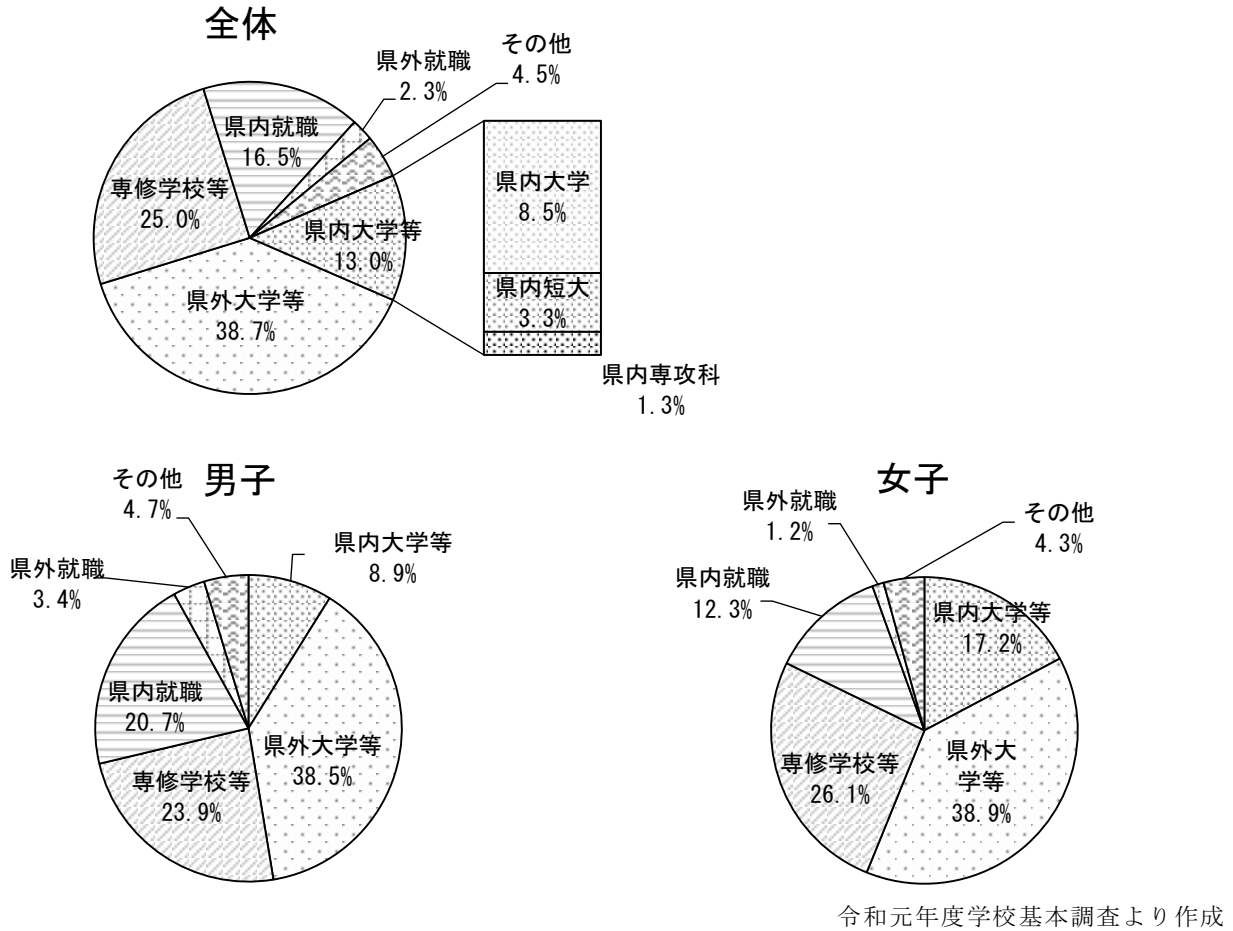 全体
県外就職
2.3%
その他
4.5%
県内就職
16.5%
専修学校等
25.0%
県内大学等
13.0%
県外大学等
38.7%
県内大学
8.5%
県内短大
3.3%
県内専攻科
1.3%
男子
その他
4.7%
県内大学等
8.9%
県外就職
3.4%
県内就職
20.7%
県外大学等
38.5%
専修学校等
23.9%
女子
県外就職
1.2%
その他
4.3%
県内就職
12.3%
県内大学等
17.2%
専修学校等
26.1%
県外大
学等
38.9%
令和元年度学校基本調査より作成